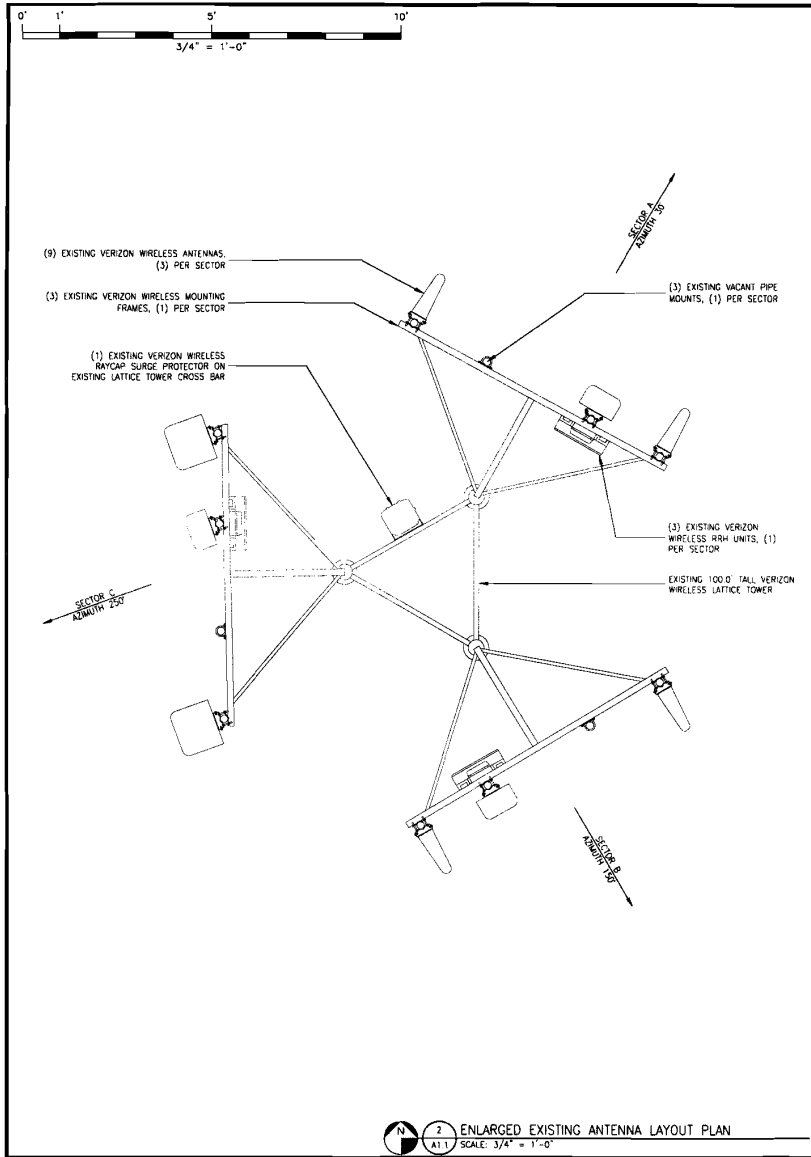 0' 1' 5' 10'
3/4" = 1'-0"
SECTOR A
AZIMUTH 30
(9) EXISTING VERIZON WIRELESS ANTENNAS,
(3) PER SECTOR
(3) EXISTING VERIZON WIRELESS MOUNTING
FRAMES, (1) PER SECTOR
(3) EXISTING VACANT PIPE
MOUNTS, (1) PER SECTOR
(1) EXISTING VERIZON WIRELESS
RAYCAP SURGE PROTECTOR ON
EXISTING LATTICE TOWER CROSS BAR
(3) EXISTING VERIZON
WIRELESS RRH UNITS, (1)
PER SECTOR
EXISTING 100.0' TALL VERIZON
WIRELESS LATTICE TOWER
SECTOR C
AZIMUTH 250°
SECTOR B
AZIMUTH 150°
N
2
A1.1
ENLARGED EXISTING ANTENNA LAYOUT PLAN
SCALE: 3/4" = 1'-0"